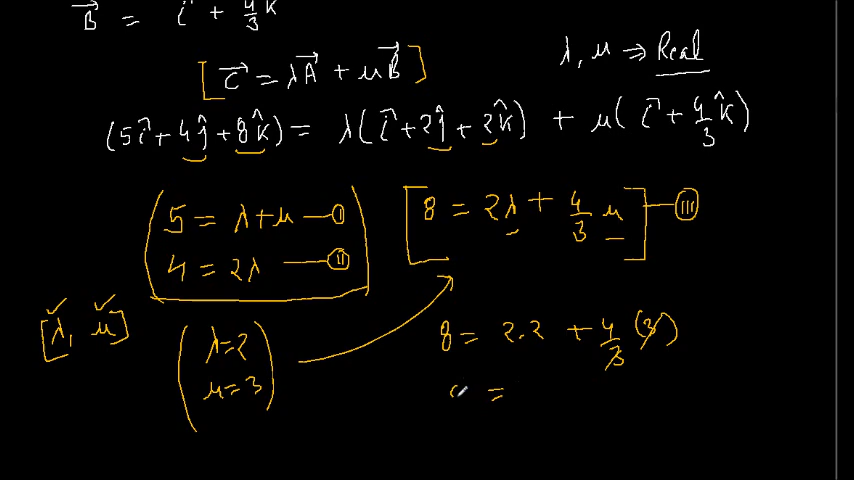 B⃗ = i⃗ + 4/3 k̂
[ C⃗ = λA⃗ + μB⃗ ] λ, μ ⇒ Real
(5i⃗ + 4ĵ + 8k̂) = λ(i⃗ + 2ĵ + 2k̂) + μ(i⃗ + 4/3 k̂)
5 = λ + μ — I
4 = 2λ — II
[ 8 = 2λ + 4/3 μ ] — III
[λ, μ]
λ = 2
μ = 3
8 = 2.2 + 4/3 (3)
=